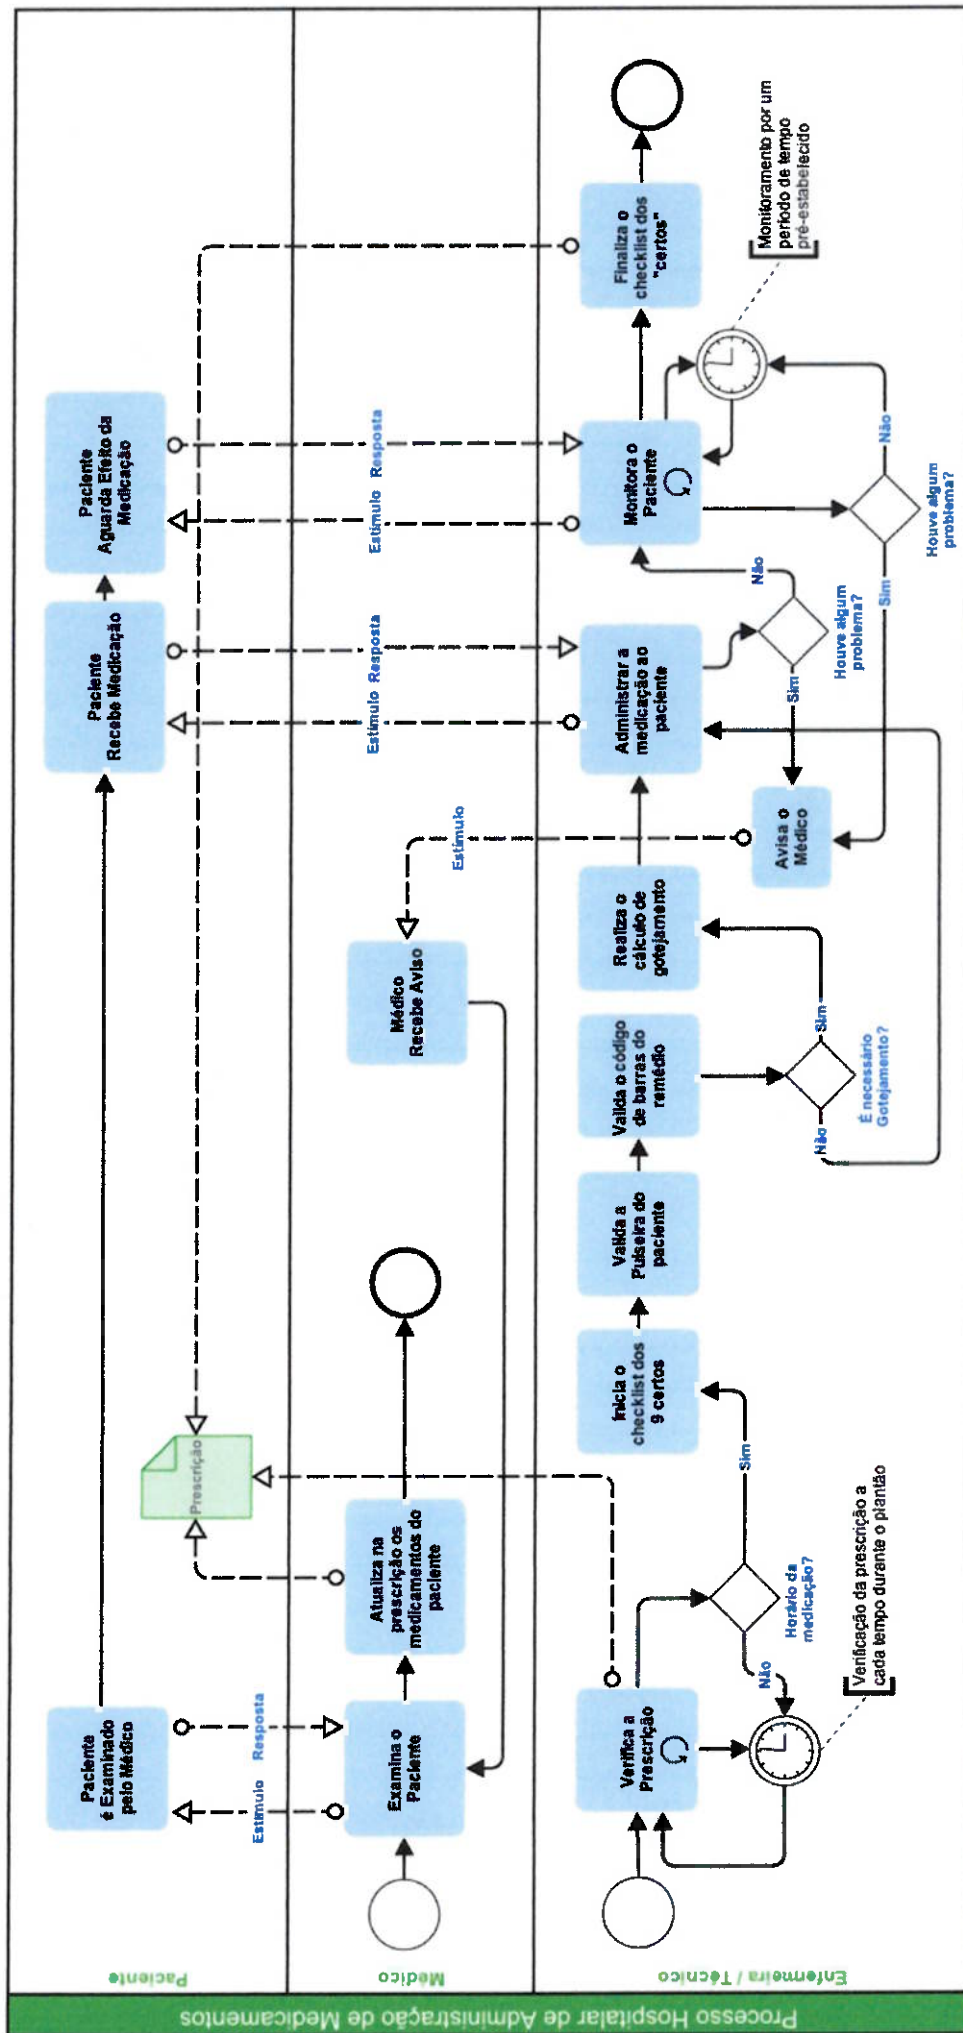 Processo Hospitalar de Administração de Medicamentos
Paciente
Paciente
é Examinado
pelo Médico
Paciente
Recebe Medicação
Paciente
Aguarda Efeito da
Medicação
Prescrição
Estímulo
Resposta
Estímulo
Resposta
Estímulo
Resposta
Médico
Examina o
Paciente
Atualiza na
prescrição os
medicamentos do
paciente
Médico
Recebe Aviso
Estímulo
Enfermeira / Técnico
Verifica a
Prescrição
Horário da
medicação?
Não
Sim
Verificação da prescrição a
cada tempo durante o plantão
Inicia o
checklist dos
9 certos
Valida a
Pulseira do
paciente
Valida o código
de barras do
remédio
É necessário
Gotejamento?
Não
Sim
Realiza o
cálculo de
gotejamento
Administrar a
medicação ao
paciente
Avisa o
Médico
Houve algum
problema?
Sim
Não
Monitora o
Paciente
Houve algum
problema?
Sim
Não
Monitoramento por um
período de tempo
pré-estabelecido
Finaliza o
checklist dos
"certos"